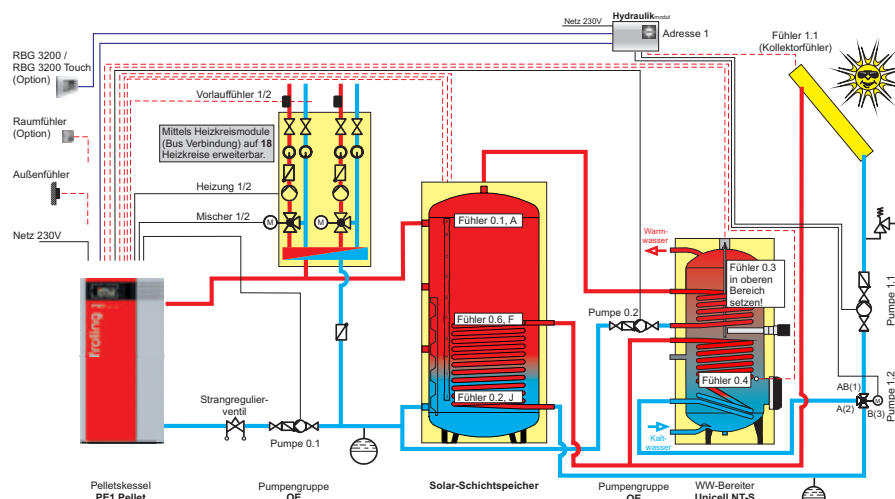 Netz 230V
Hydraulikmodul
Adresse 1
Fühler 1.1
(Kollektorfühler)
RBG 3200 /
RBG 3200 Touch
(Option)
Vorlauffühler 1/2
Raumfühler
(Option)
Mittels Heizkreismodule
(Bus Verbindung) auf 18
Heizkreise erweiterbar.
Außenfühler
Heizung 1/2
Mischer 1/2
M
M
Netz 230V
Fühler 0.1, A
Warm-
wasser
Fühler 0.3
in oberen
Bereich
setzen!
Pumpe 0.2
Pumpe 1.1
froling
Fühler 0.6, F
Fühler 0.4
Fühler 0.2, J
AB(1)
A(2)
B(3)
M
Pumpe 1.2
Strangregulier-
ventil
Pumpe 0.1
Kalt-
wasser
Pelletskessel
PE1 Pellet
Pumpengruppe
OE
Solar-Schichtspeicher
Pumpengruppe
OE
WW-Bereiter
Unicell NT-S